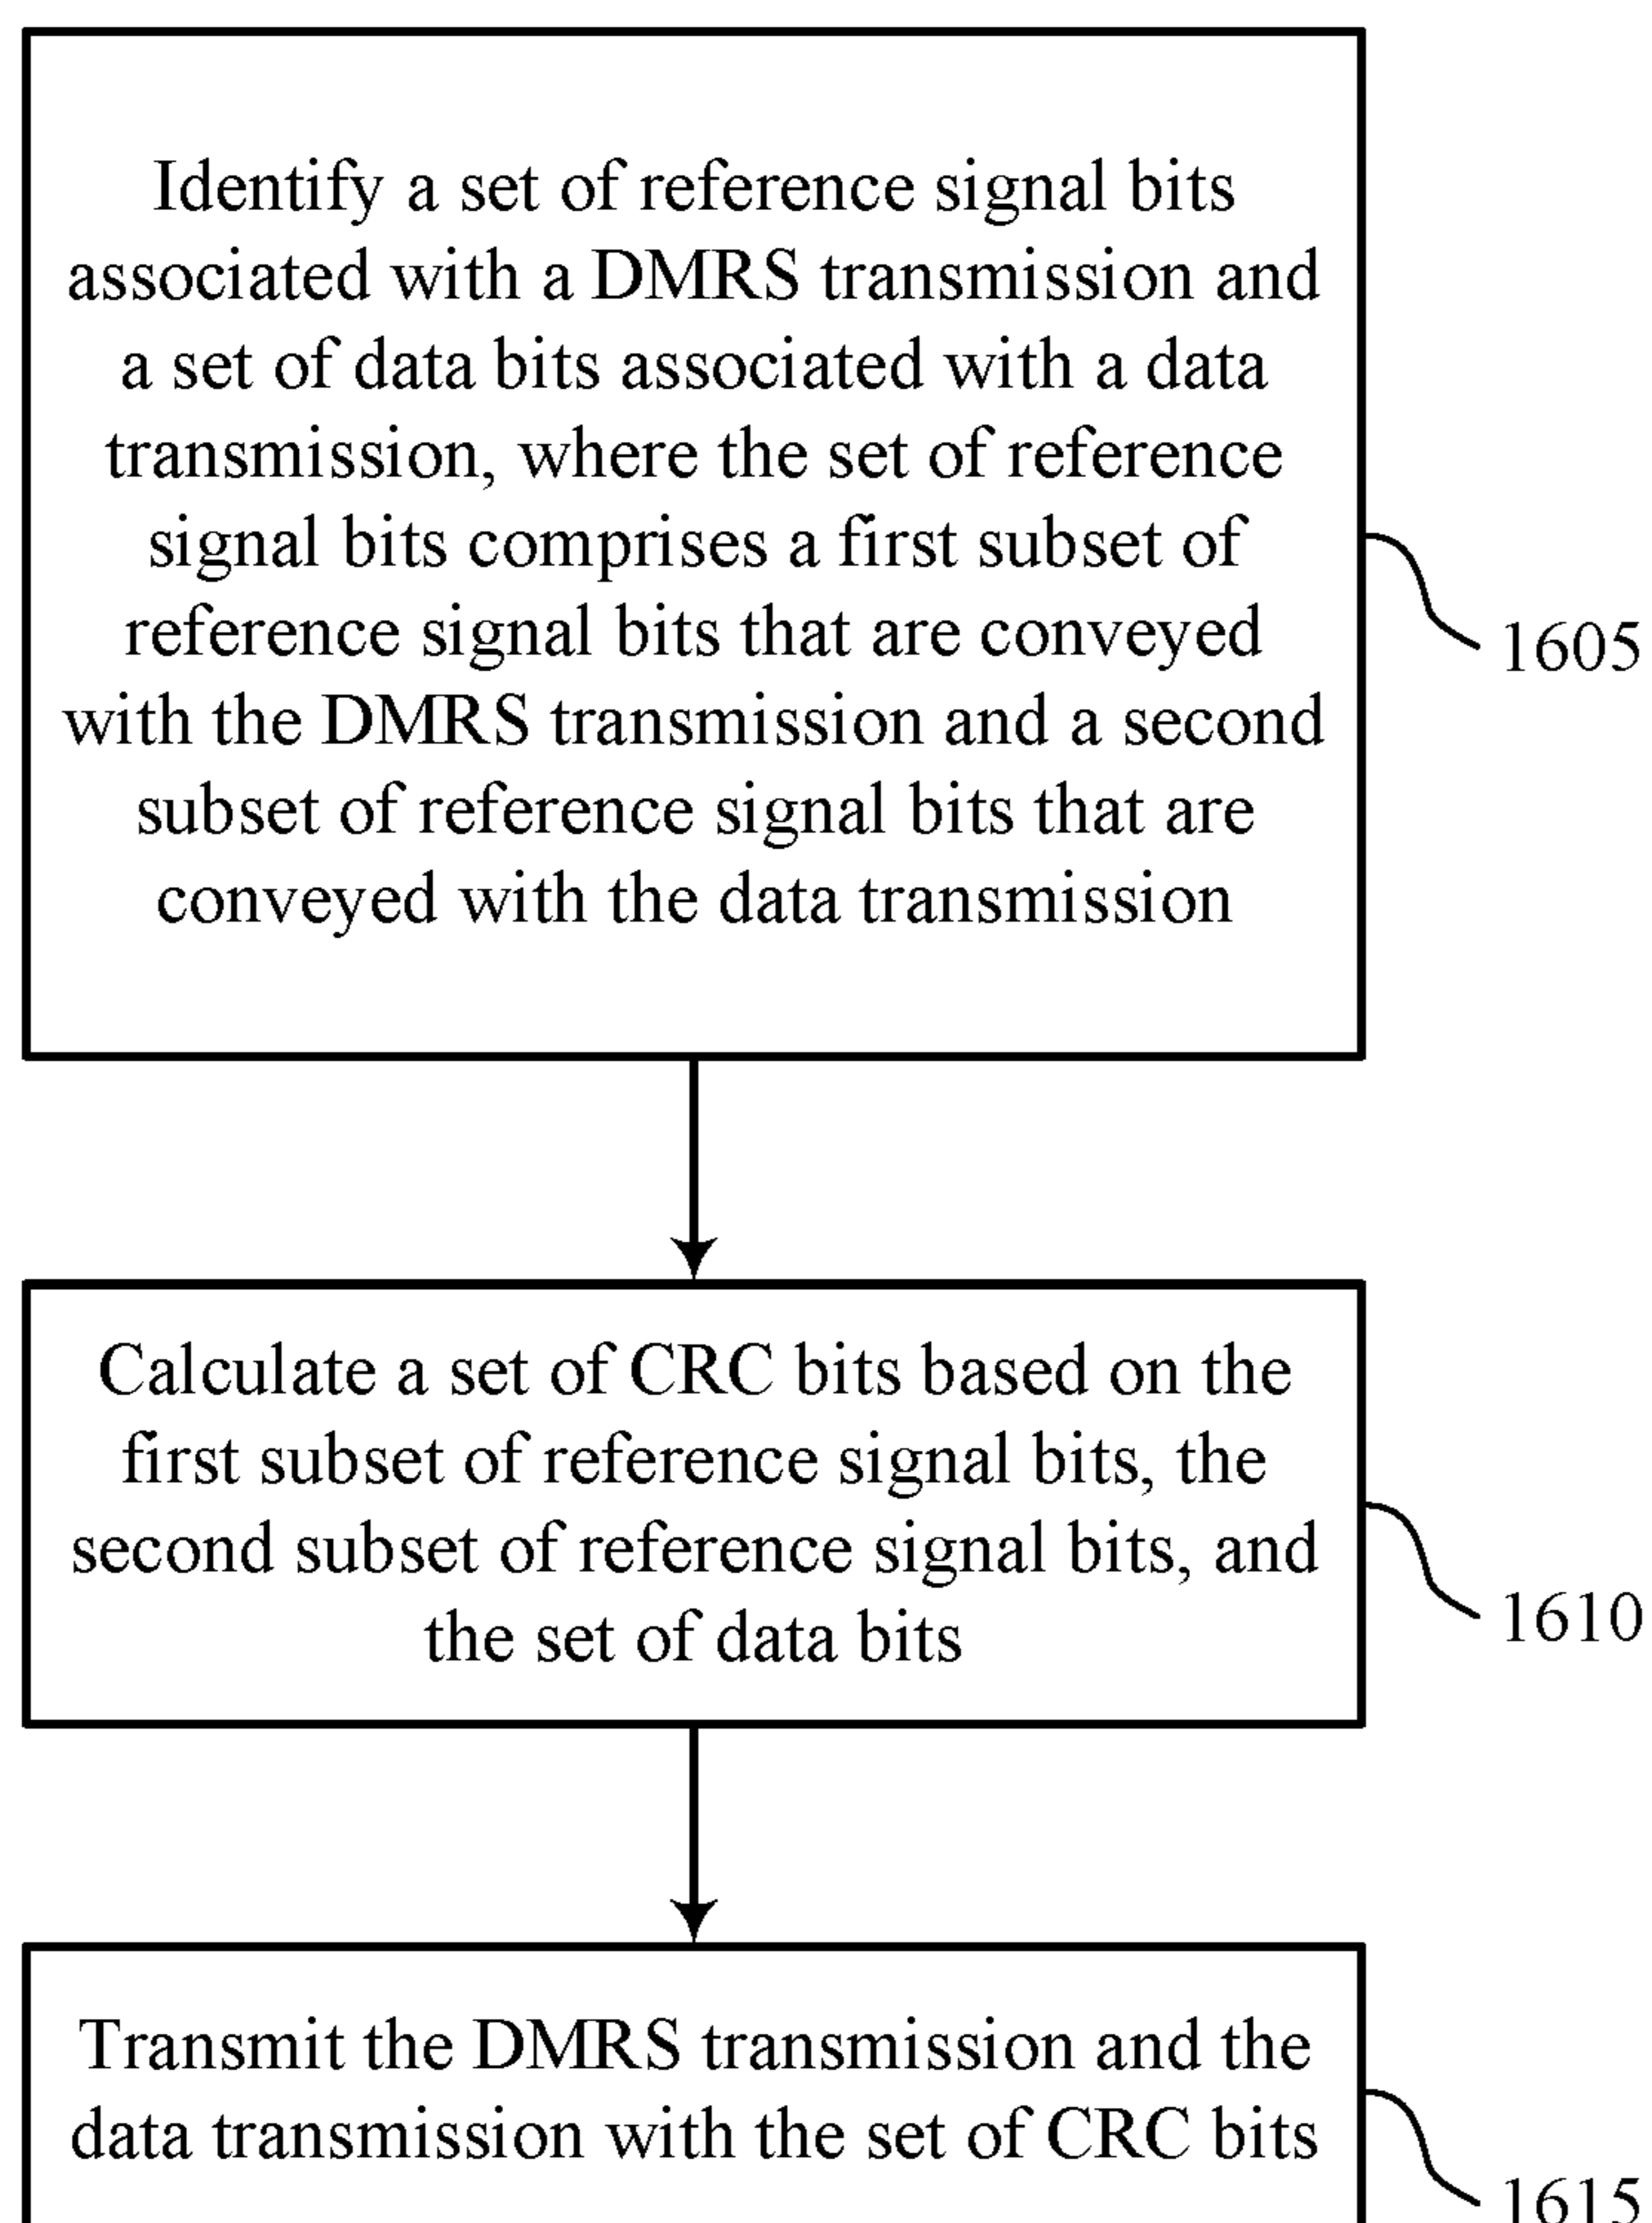 Identify a set of reference signal bits
associated with a DMRS transmission and
a set of data bits associated with a data
transmission, where the set of reference
signal bits comprises a first subset of
reference signal bits that are conveyed
with the DMRS transmission and a second
subset of reference signal bits that are
conveyed with the data transmission
1605
Calculate a set of CRC bits based on the
first subset of reference signal bits, the
second subset of reference signal bits, and
the set of data bits
1610
Transmit the DMRS transmission and the
data transmission with the set of CRC bits
1615